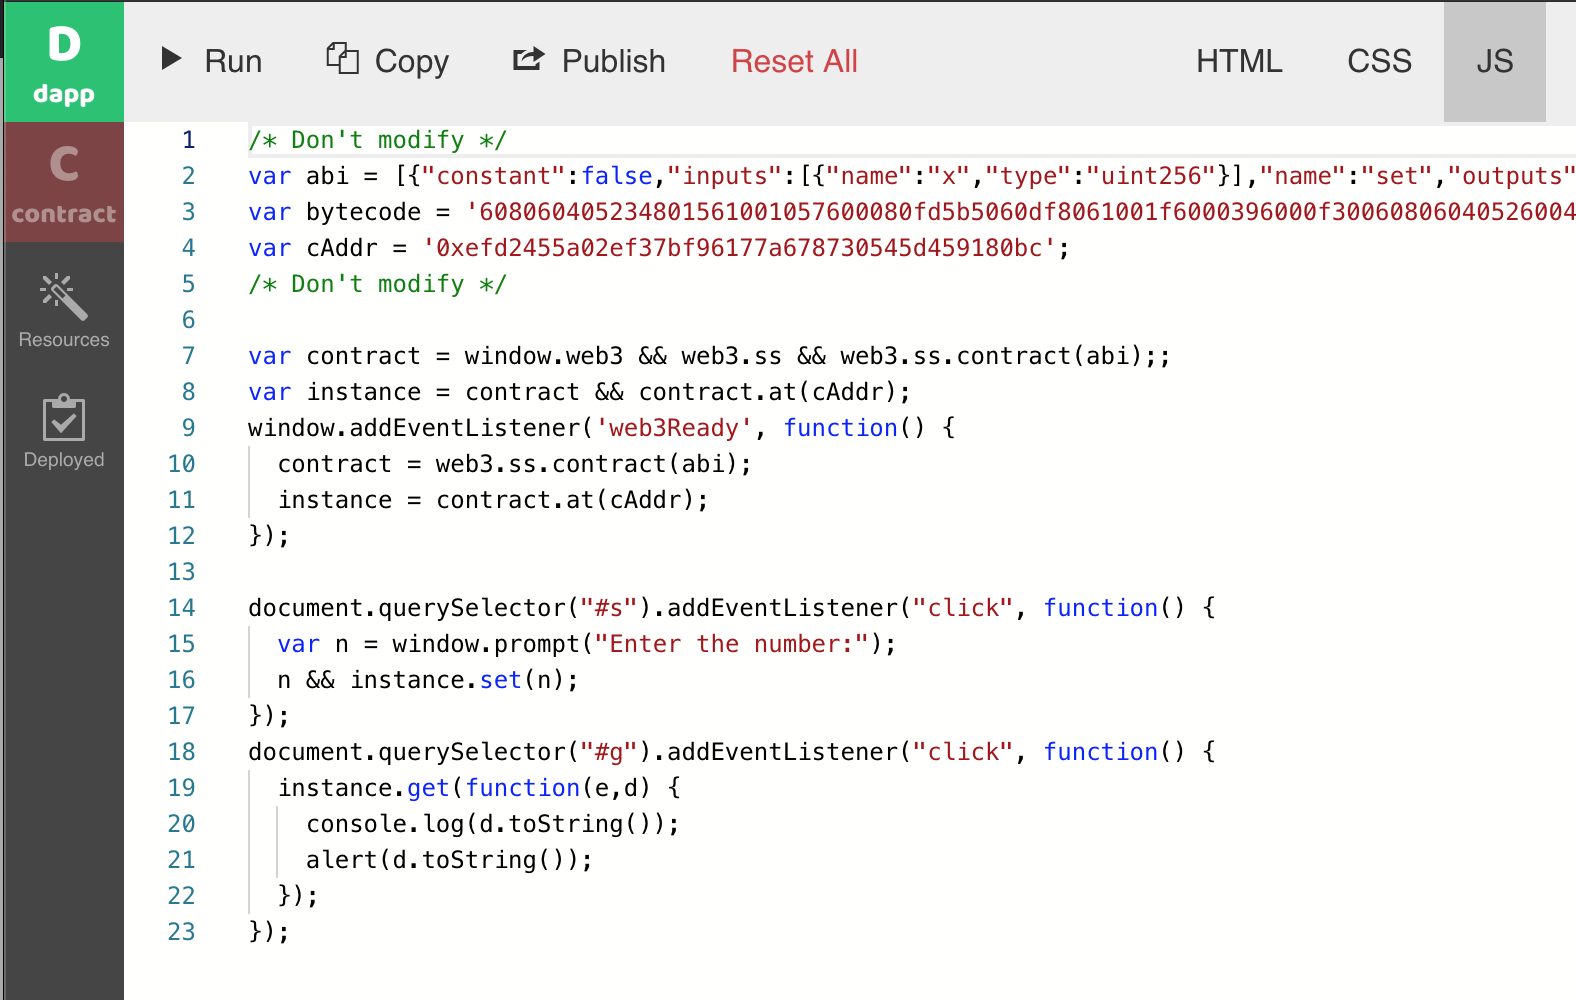 D
dapp
Run Copy Publish Reset All HTML CSS JS
C
contract
Resources
Deployed
1 /* Don't modify */
2 var abi = [{"constant":false,"inputs":[{"name":"x","type":"uint256"}],"name":"set","outputs"
3 var bytecode = '608060405234801561001057600080fd5b5060df8061001f6000396000f30060806040526004
4 var cAddr = '0xefd2455a02ef37bf96177a678730545d459180bc';
5 /* Don't modify */
6
7 var contract = window.web3 && web3.ss && web3.ss.contract(abi);;
8 var instance = contract && contract.at(cAddr);
9 window.addEventListener('web3Ready', function() {
10 contract = web3.ss.contract(abi);
11 instance = contract.at(cAddr);
12 });
13
14 document.querySelector("#s").addEventListener("click", function() {
15 var n = window.prompt("Enter the number:");
16 n && instance.set(n);
17 });
18 document.querySelector("#g").addEventListener("click", function() {
19 instance.get(function(e,d) {
20 console.log(d.toString());
21 alert(d.toString());
22 });
23 });